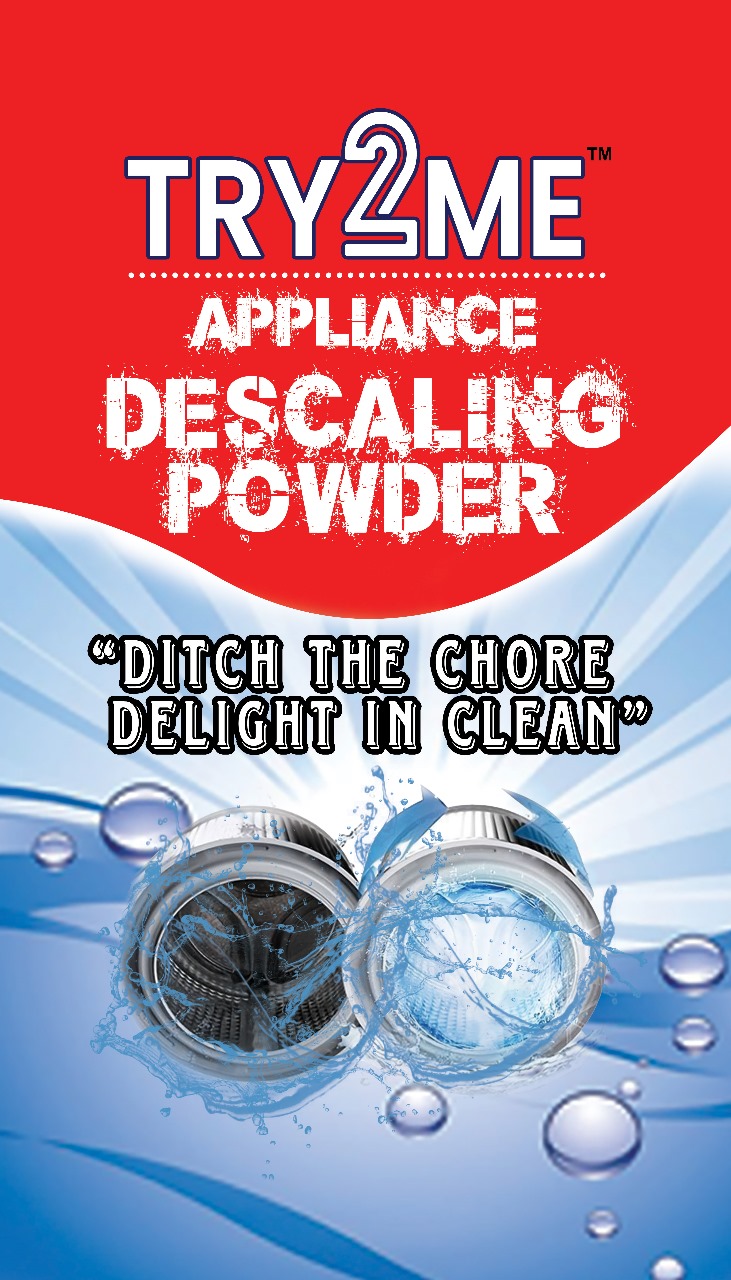 TRY2ME™
APPLIANCE
DESCALING
POWDER
“DITCH THE CHORE
DELIGHT IN CLEAN”